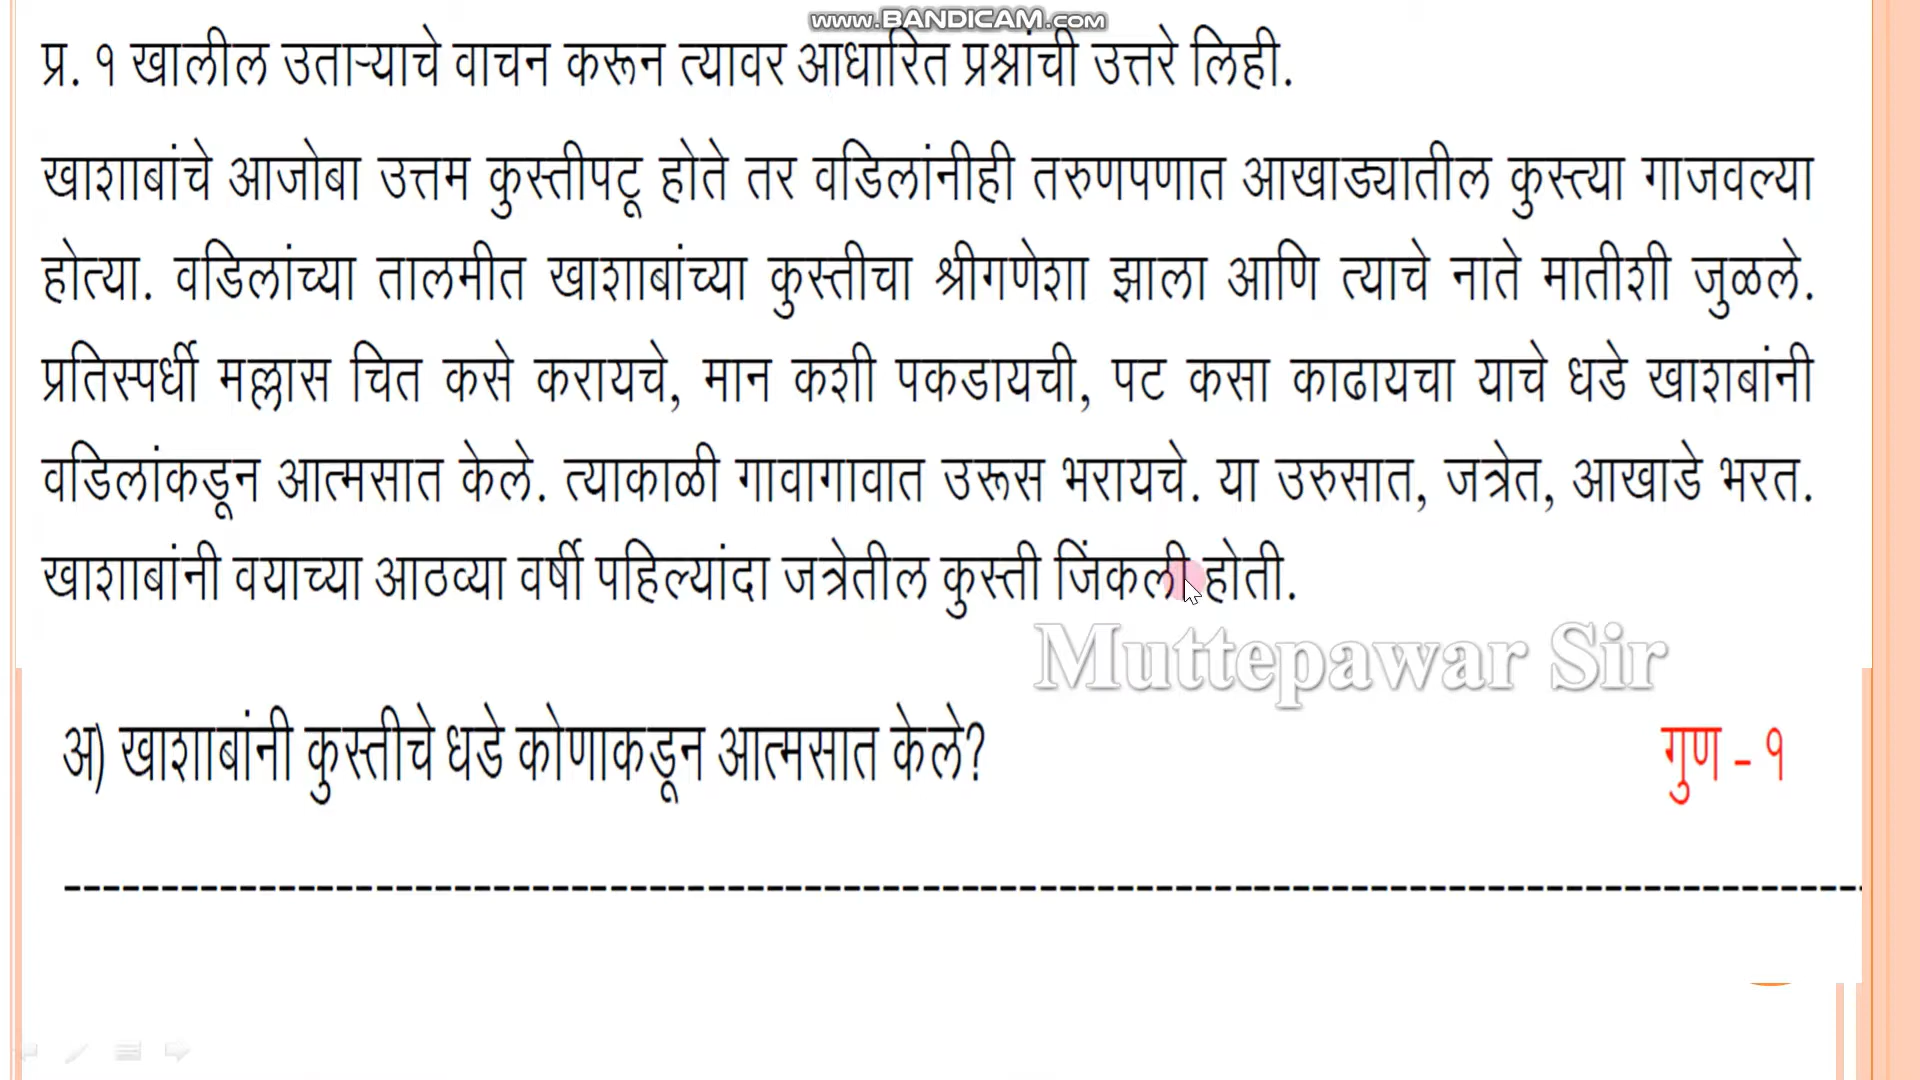 www.BANDICAM.com
प्र. १ खालील उताऱ्याचे वाचन करून त्यावर आधारित प्रश्नांची उत्तरे लिही.
खाशाबांचे आजोबा उत्तम कुस्तीपटू होते तर वडिलांनीही तरुणपणात आखाड्यातील कुस्त्या गाजवल्या
होत्या. वडिलांच्या तालमीत खाशाबांच्या कुस्तीचा श्रीगणेशा झाला आणि त्याचे नाते मातीशी जुळले.
प्रतिस्पर्धी मल्लास चित कसे करायचे, मान कशी पकडायची, पट कसा काढायचा याचे धडे खाशबांनी
वडिलांकडून आत्मसात केले. त्याकाळी गावागावात उरूस भरायचे. या उरुसात, जत्रेत, आखाडे भरत.
खाशाबांनी वयाच्या आठव्या वर्षी पहिल्यांदा जत्रेतील कुस्ती जिंकली होती.
Muttepawar Sir
अ) खाशाबांनी कुस्तीचे धडे कोणाकडून आत्मसात केले? गुण - १